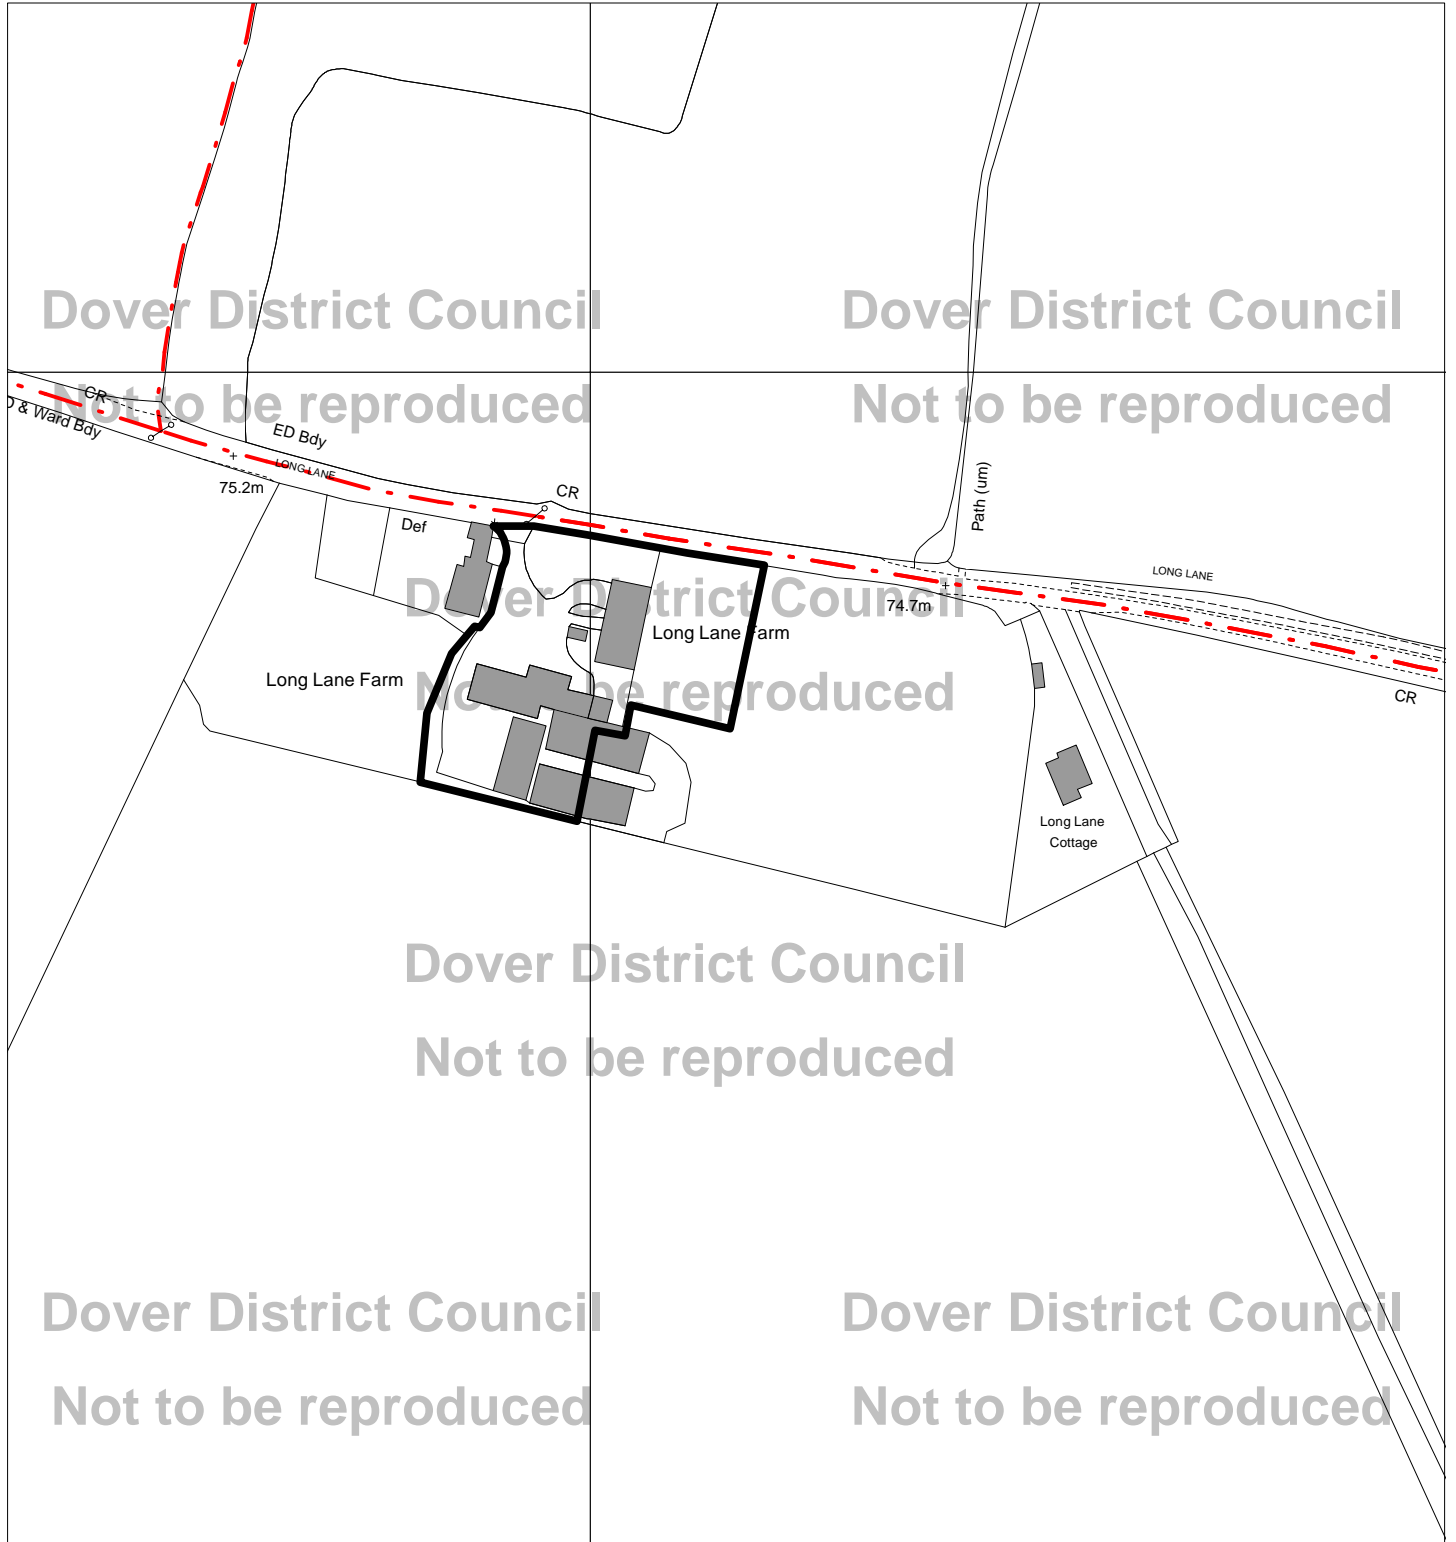 Dover District Council
Dover District Council
CR
Not to be reproduced
Not to be reproduced
& Ward Bdy
ED Bdy
LONG LANE
75.2m
CR
Path (um)
Def
LONG LANE
Dover District Council
74.7m
Long Lane Farm
Long Lane Farm
Not to be reproduced
CR
Long Lane
Cottage
Dover District Council
Not to be reproduced
Dover District Council
Dover District Council
Not to be reproduced
Not to be reproduced